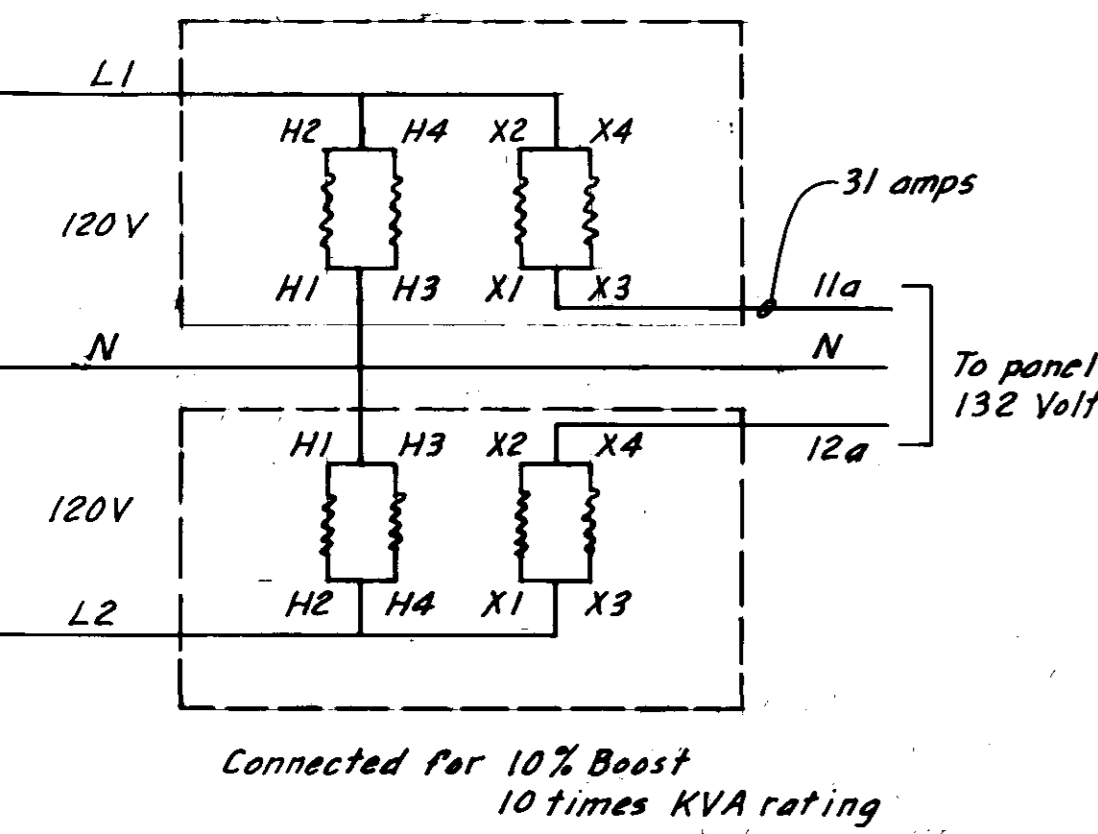 L1
H2 H4 X2 X4
31 amps
120V
H1 H3 X1 X3
11a
N
N
To panel
132 Volt
H1 H3 X2 X4
12a
120V
H2 H4 X1 X3
L2
Connected for 10% Boost
10 times KVA rating